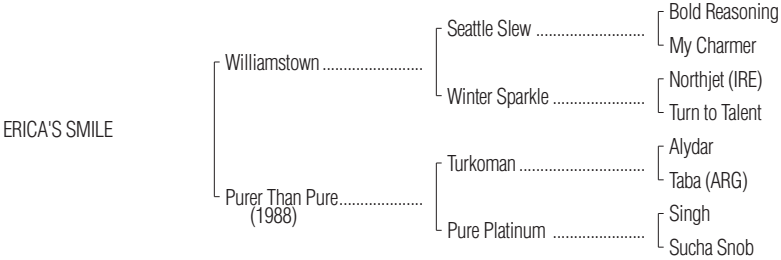 Bold Reasoning
Seattle Slew ........................
My Charmer
Williamstown ......................
Northjet (IRE)
Winter Sparkle ....................
Turn to Talent
ERICA'S SMILE
Alydar
Turkoman ...........................
Taba (ARG)
Purer Than Pure..................
(1988)
Singh
Pure Platinum ....................
Sucha Snob